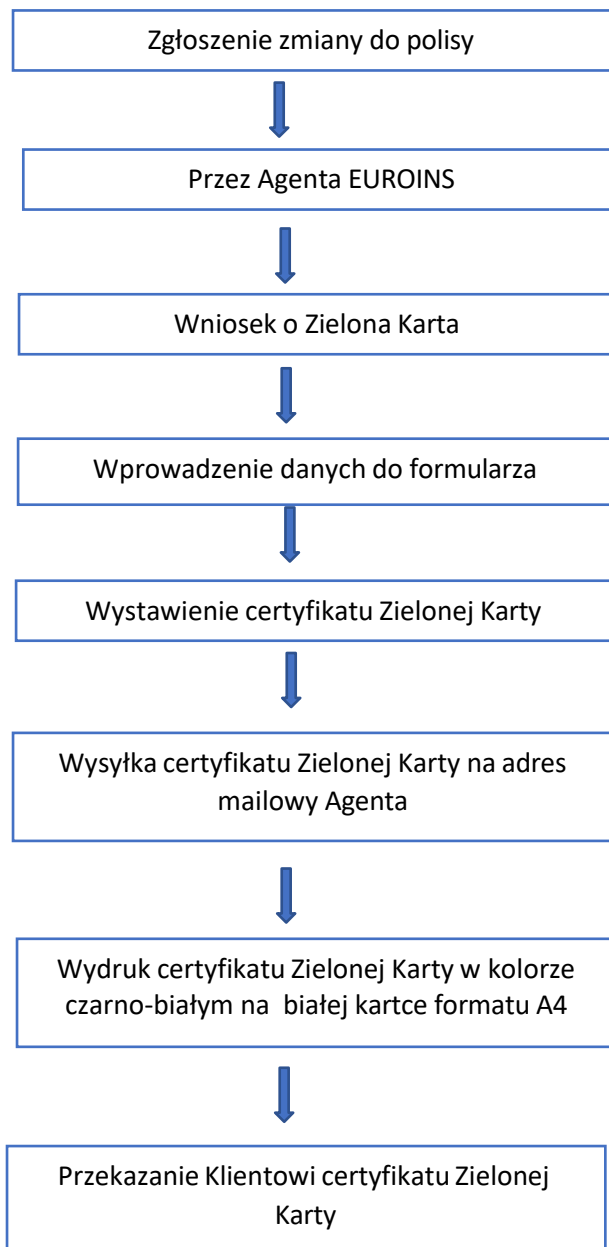 Zgłoszenie zmiany do polisy
Przez Agenta EUROINS
Wniosek o Zielona Karta
Wprowadzenie danych do formularza
Wystawienie certyfikatu Zielonej Karty
Wysyłka certyfikatu Zielonej Karty na adres
mailowy Agenta
Wydruk certyfikatu Zielonej Karty w kolorze
czarno-białym na białej kartce formatu A4
Przekazanie Klientowi certyfikatu Zielonej
Karty